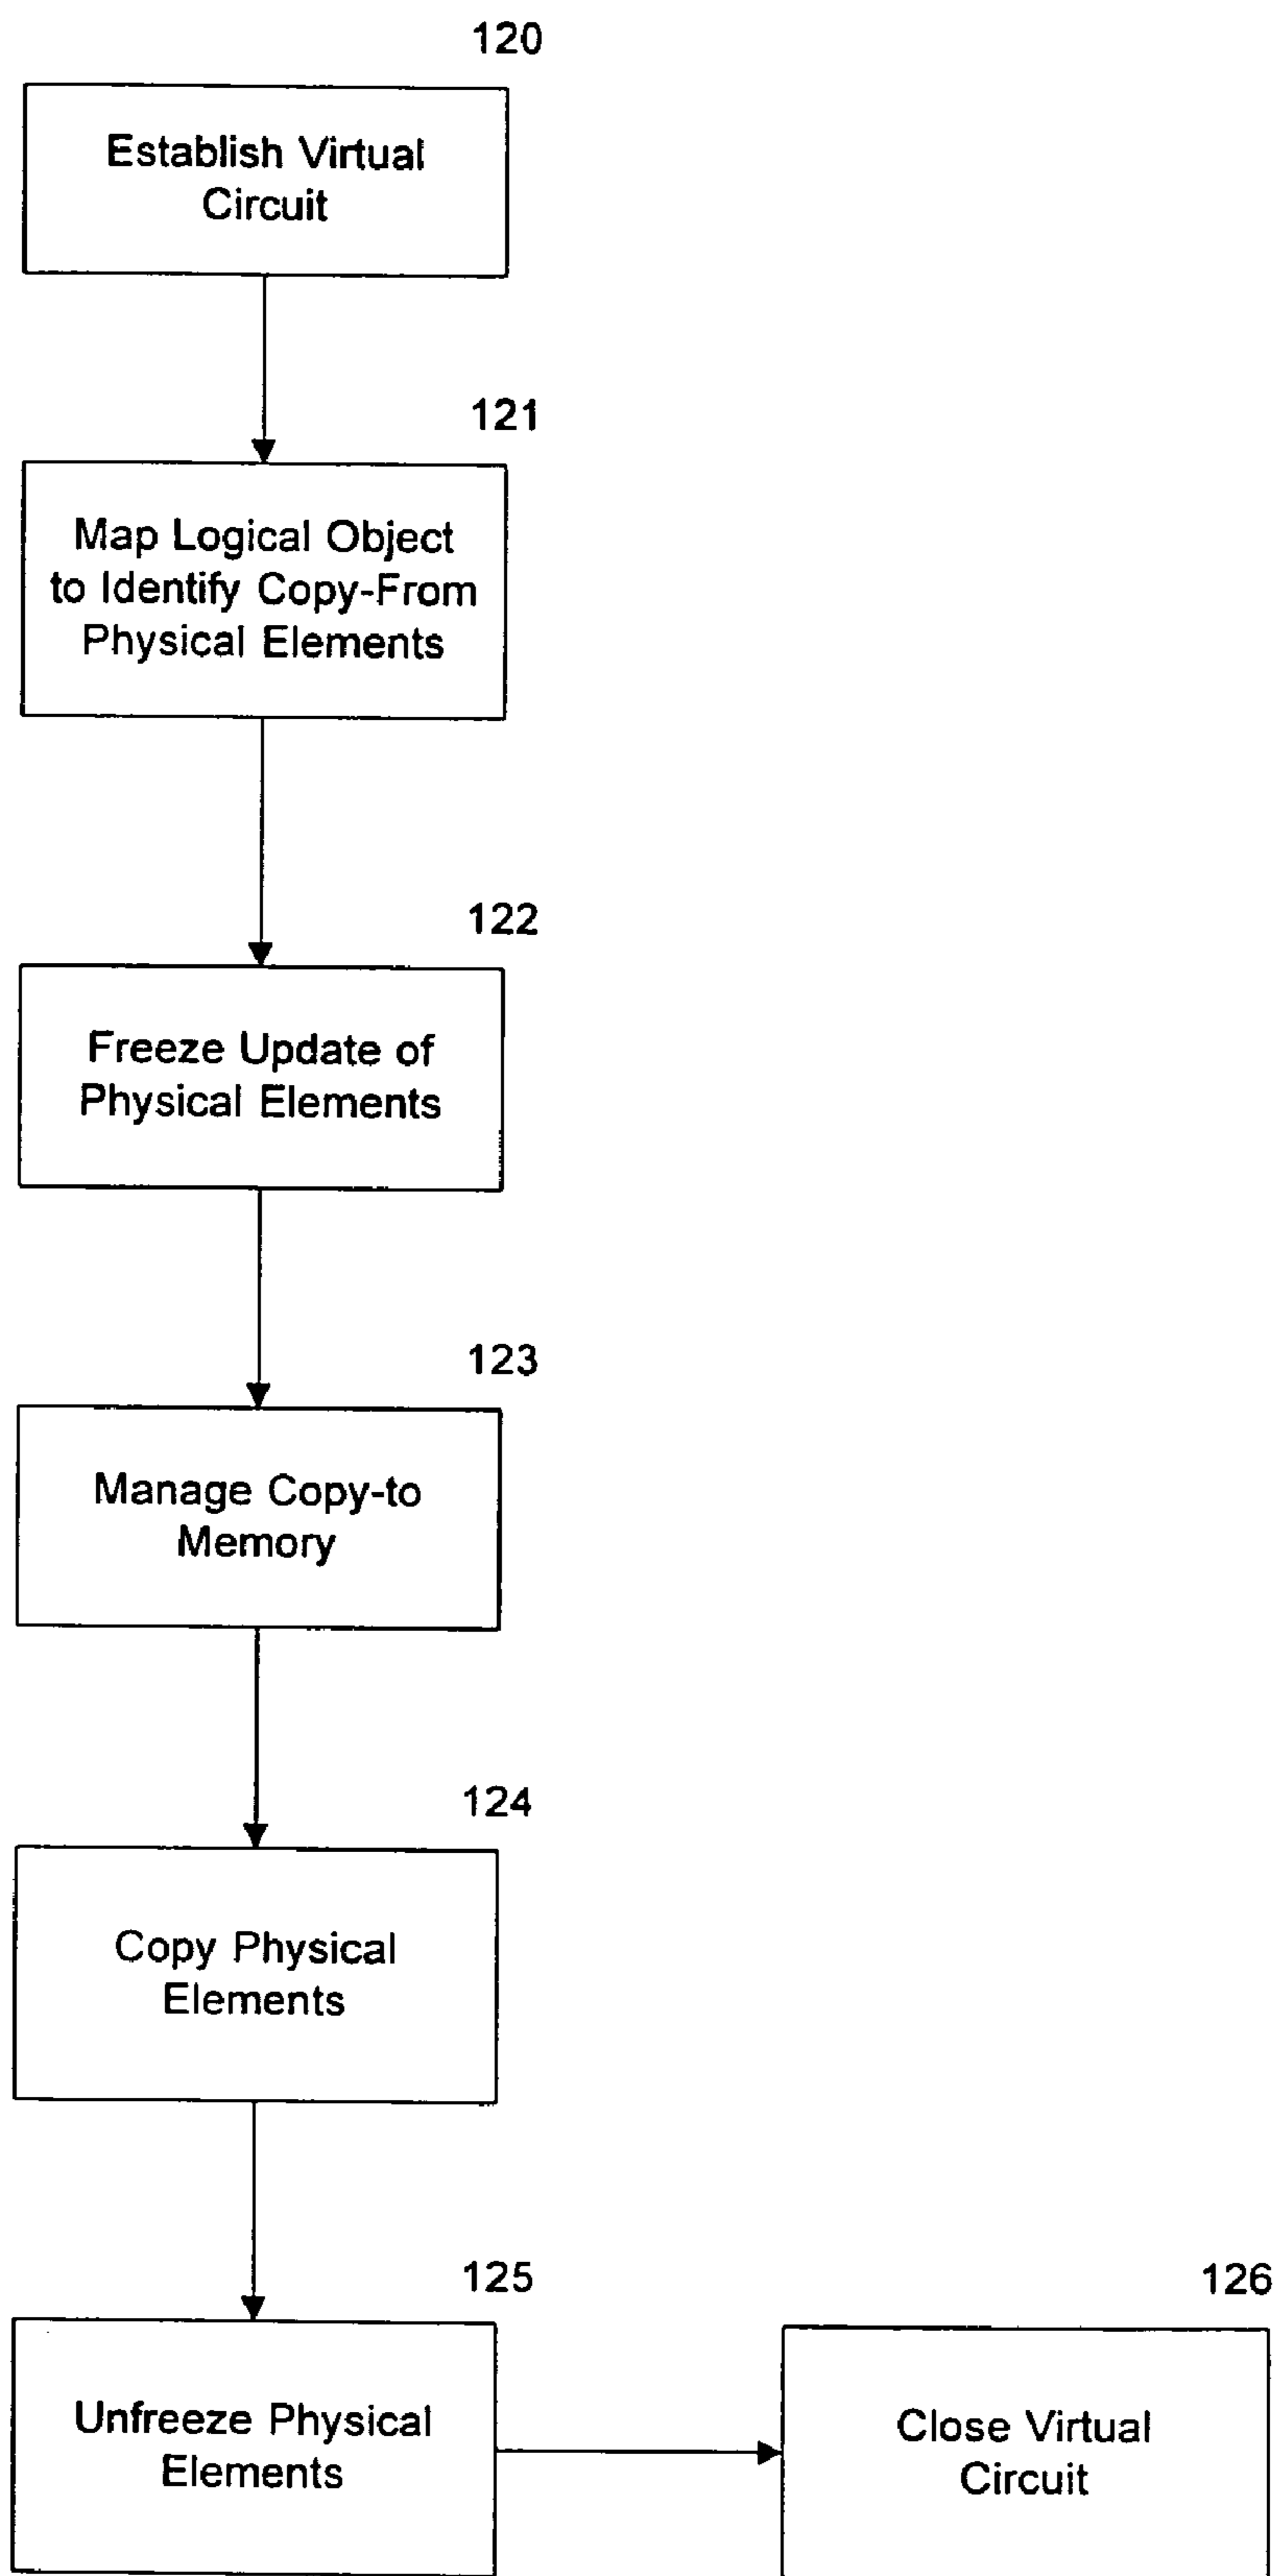 120
Establish Virtual
Circuit
121
Map Logical Object
to Identify Copy-From
Physical Elements
122
Freeze Update of
Physical Elements
123
Manage Copy-to
Memory
124
Copy Physical
Elements
125
Unfreeze Physical
Elements
126
Close Virtual
Circuit